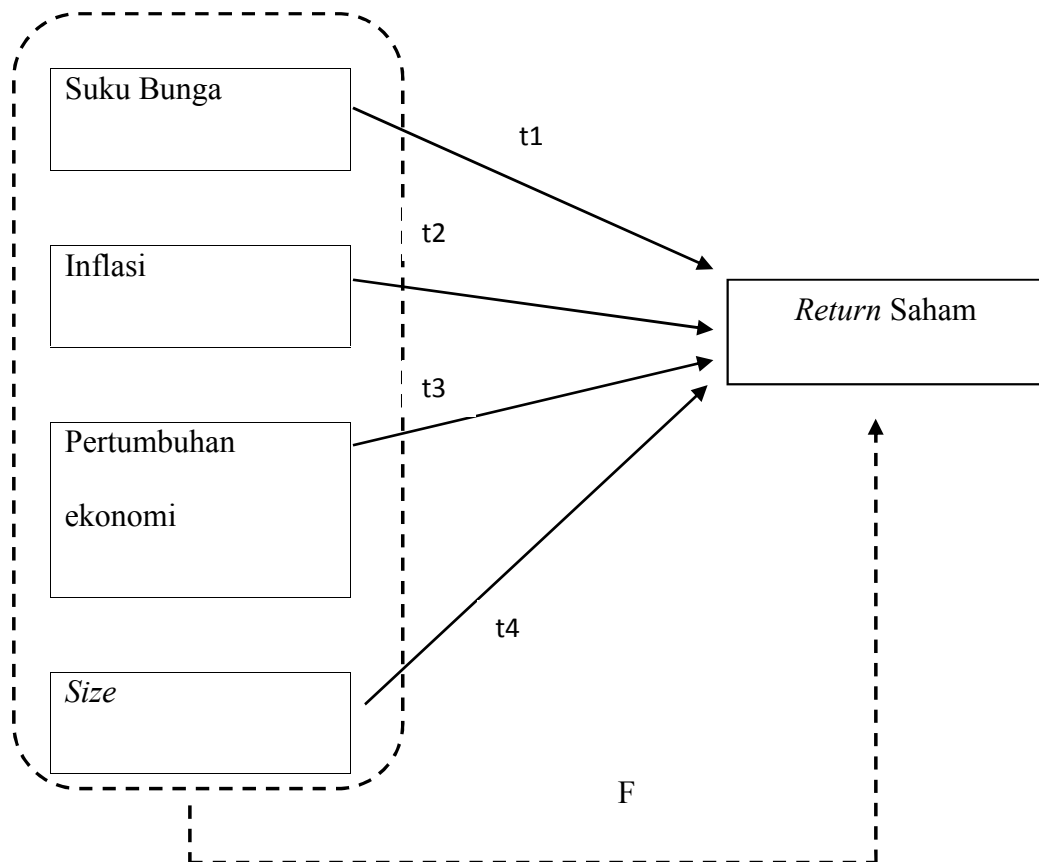 Suku Bunga
t1
t2
Inflasi
Return Saham
t3
Pertumbuhan
ekonomi
t4
Size
F